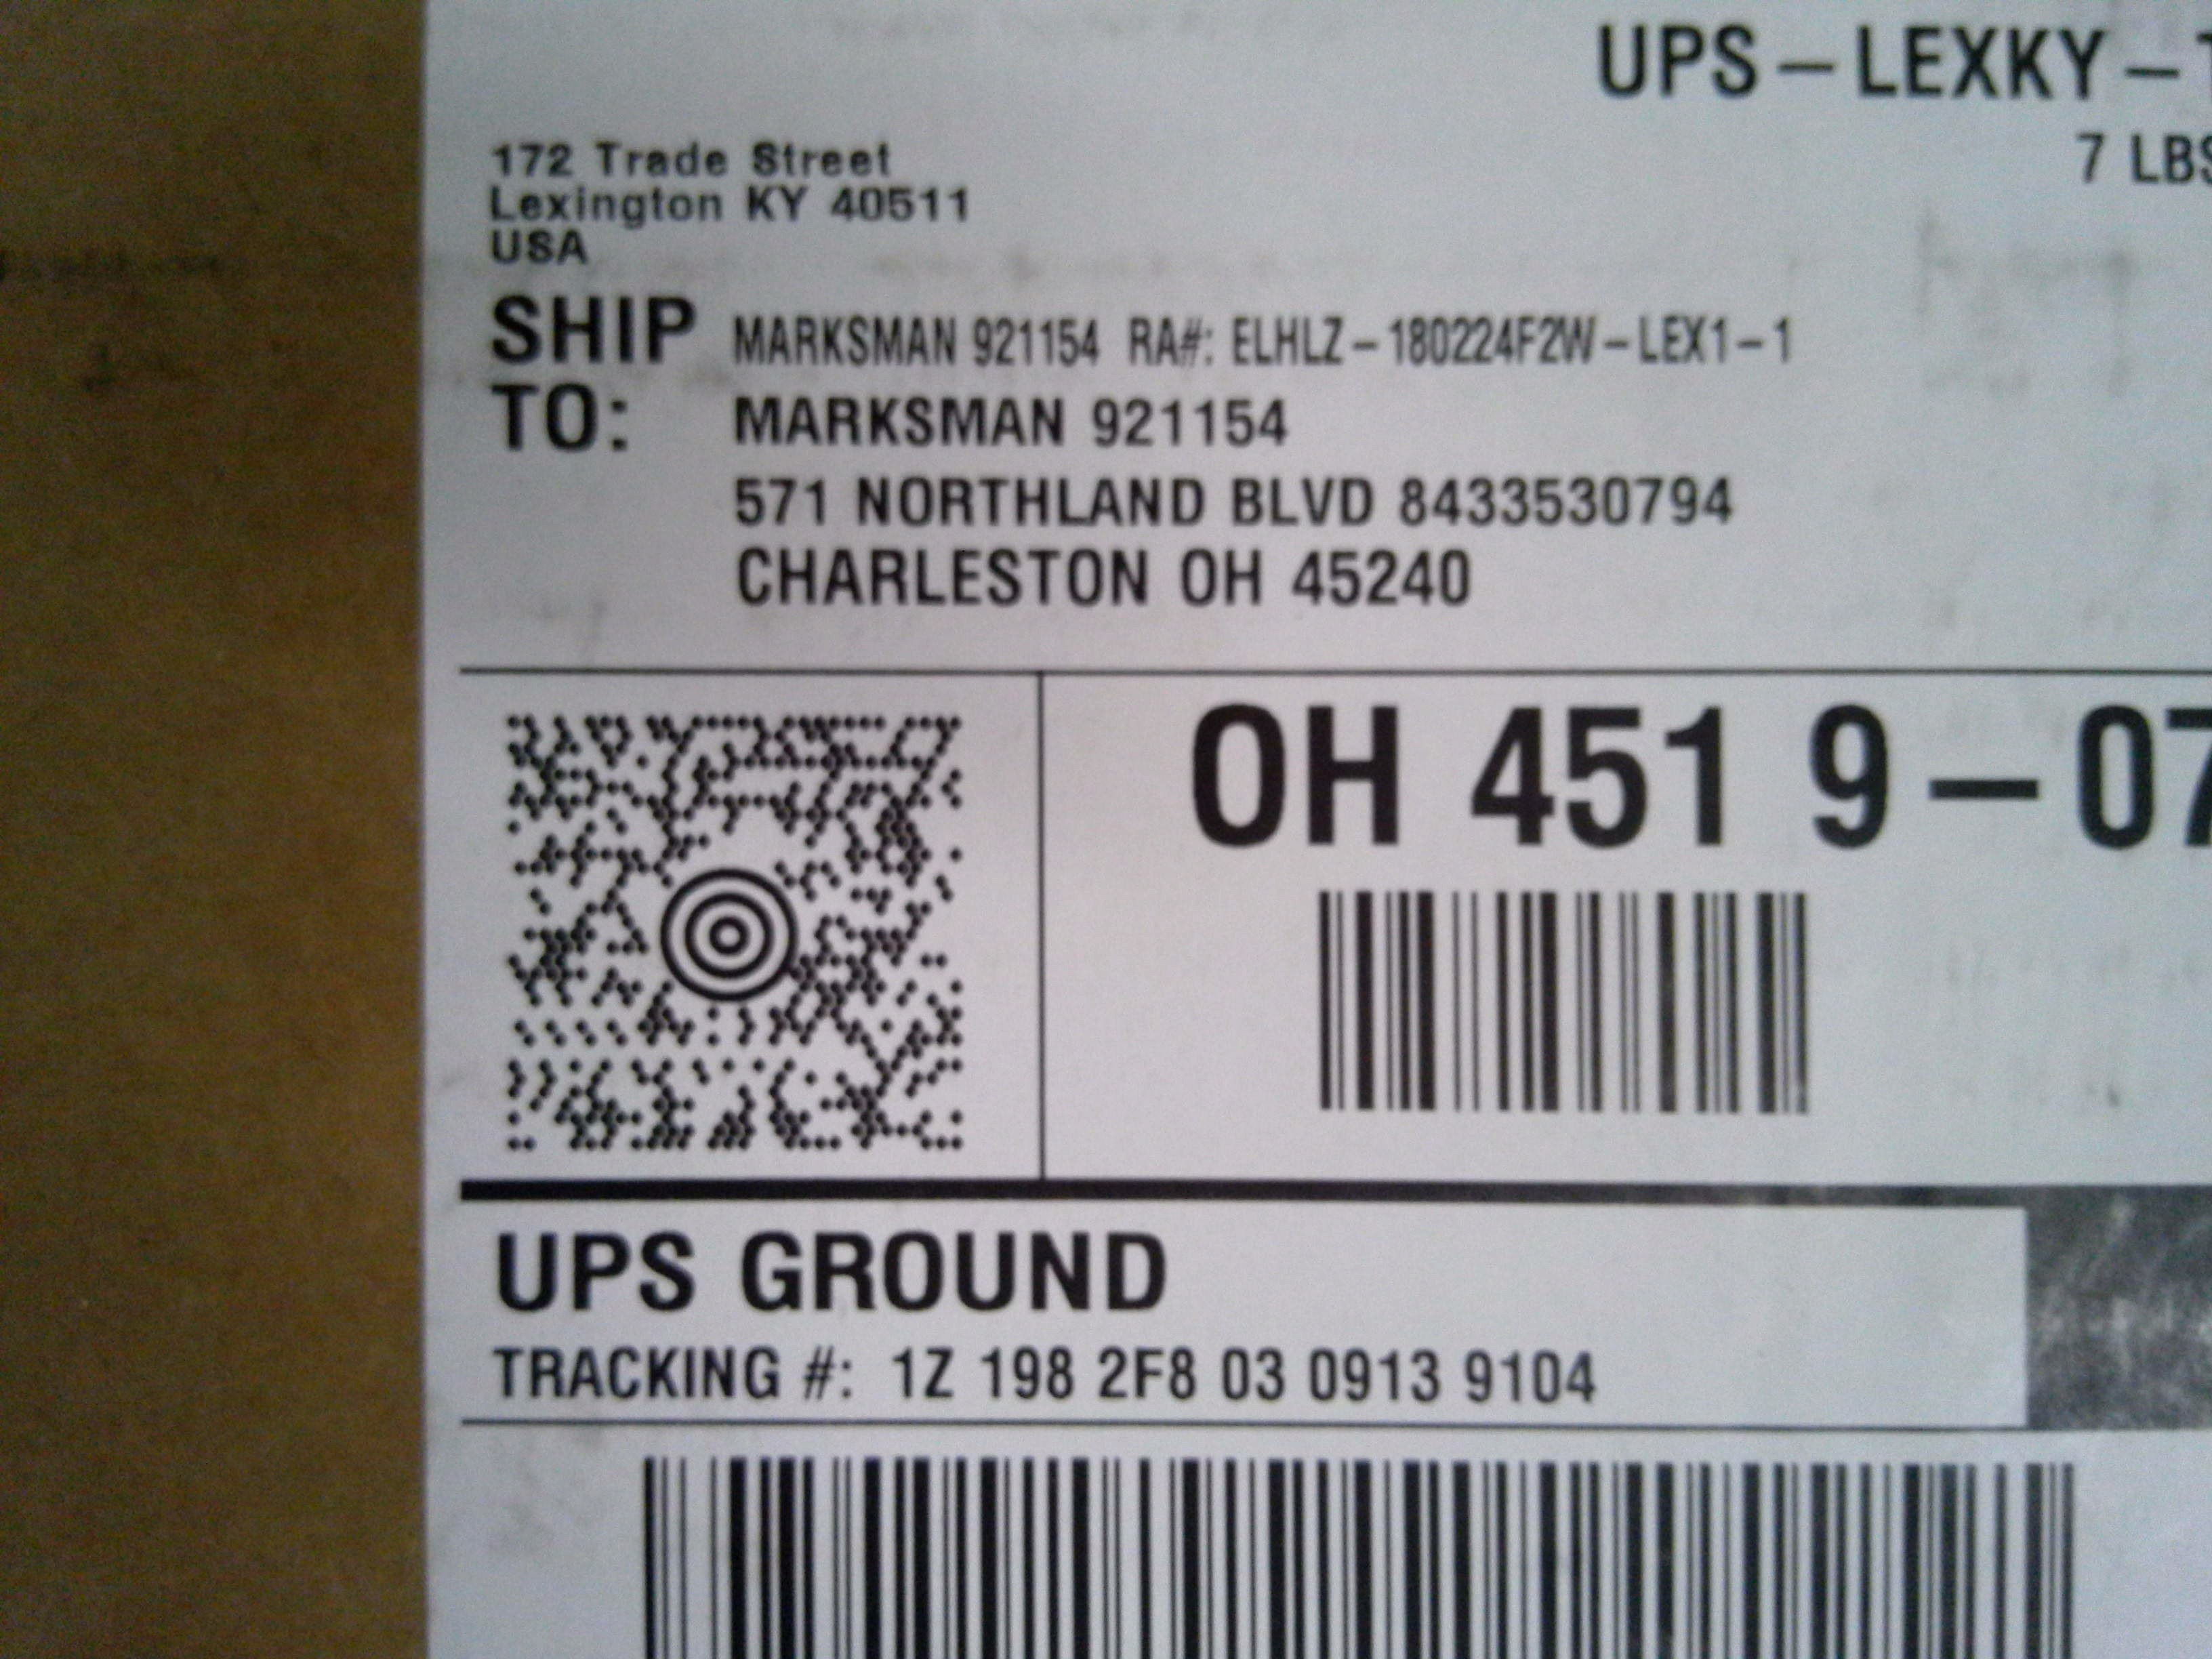 UPS – LEXKY –
7 LBS
172 Trade Street
Lexington KY 40511
USA
SHIP TO:
MARKSMAN 921154 RA#: ELHLZ – 180224F2W – LEX1 – 1
MARKSMAN 921154
571 NORTHLAND BLVD 8433530794
CHARLESTON OH 45240
OH 451 9 – 07
UPS GROUND
TRACKING #: 1Z 198 2F8 03 0913 9104